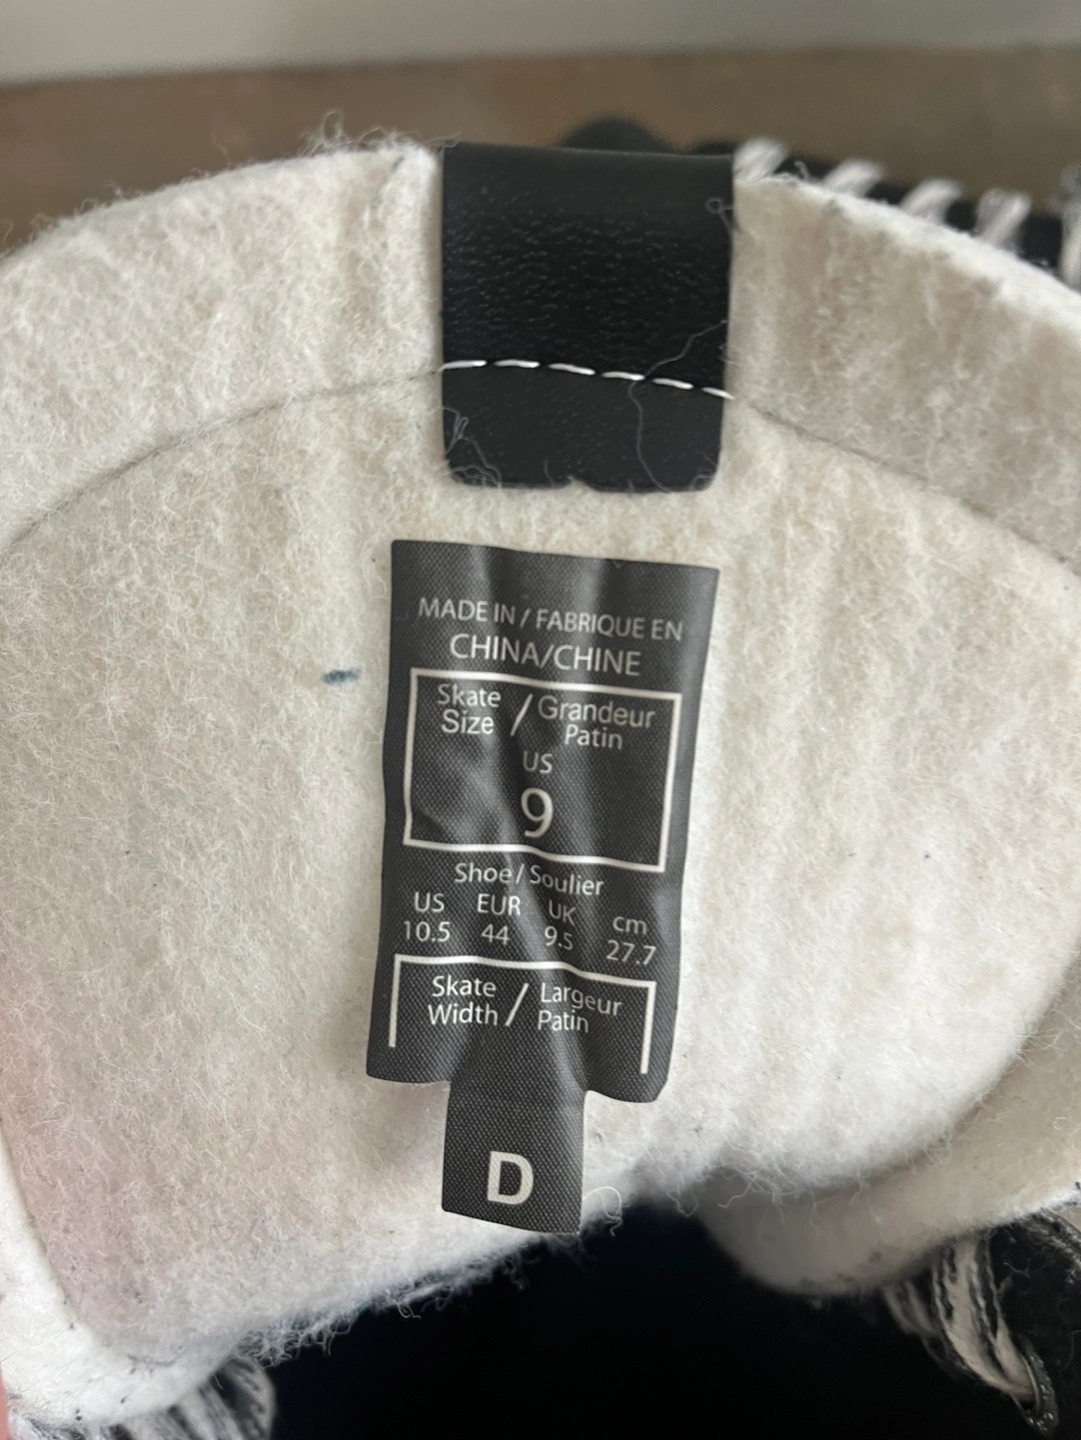 MADE IN / FABRIQUE EN
CHINA/CHINE
Skate Size / Grandeur Patin
US
9
Shoe / Soulier
US EUR UK cm
10.5 44 9.5 27.7
Skate Width / Largeur Patin
D